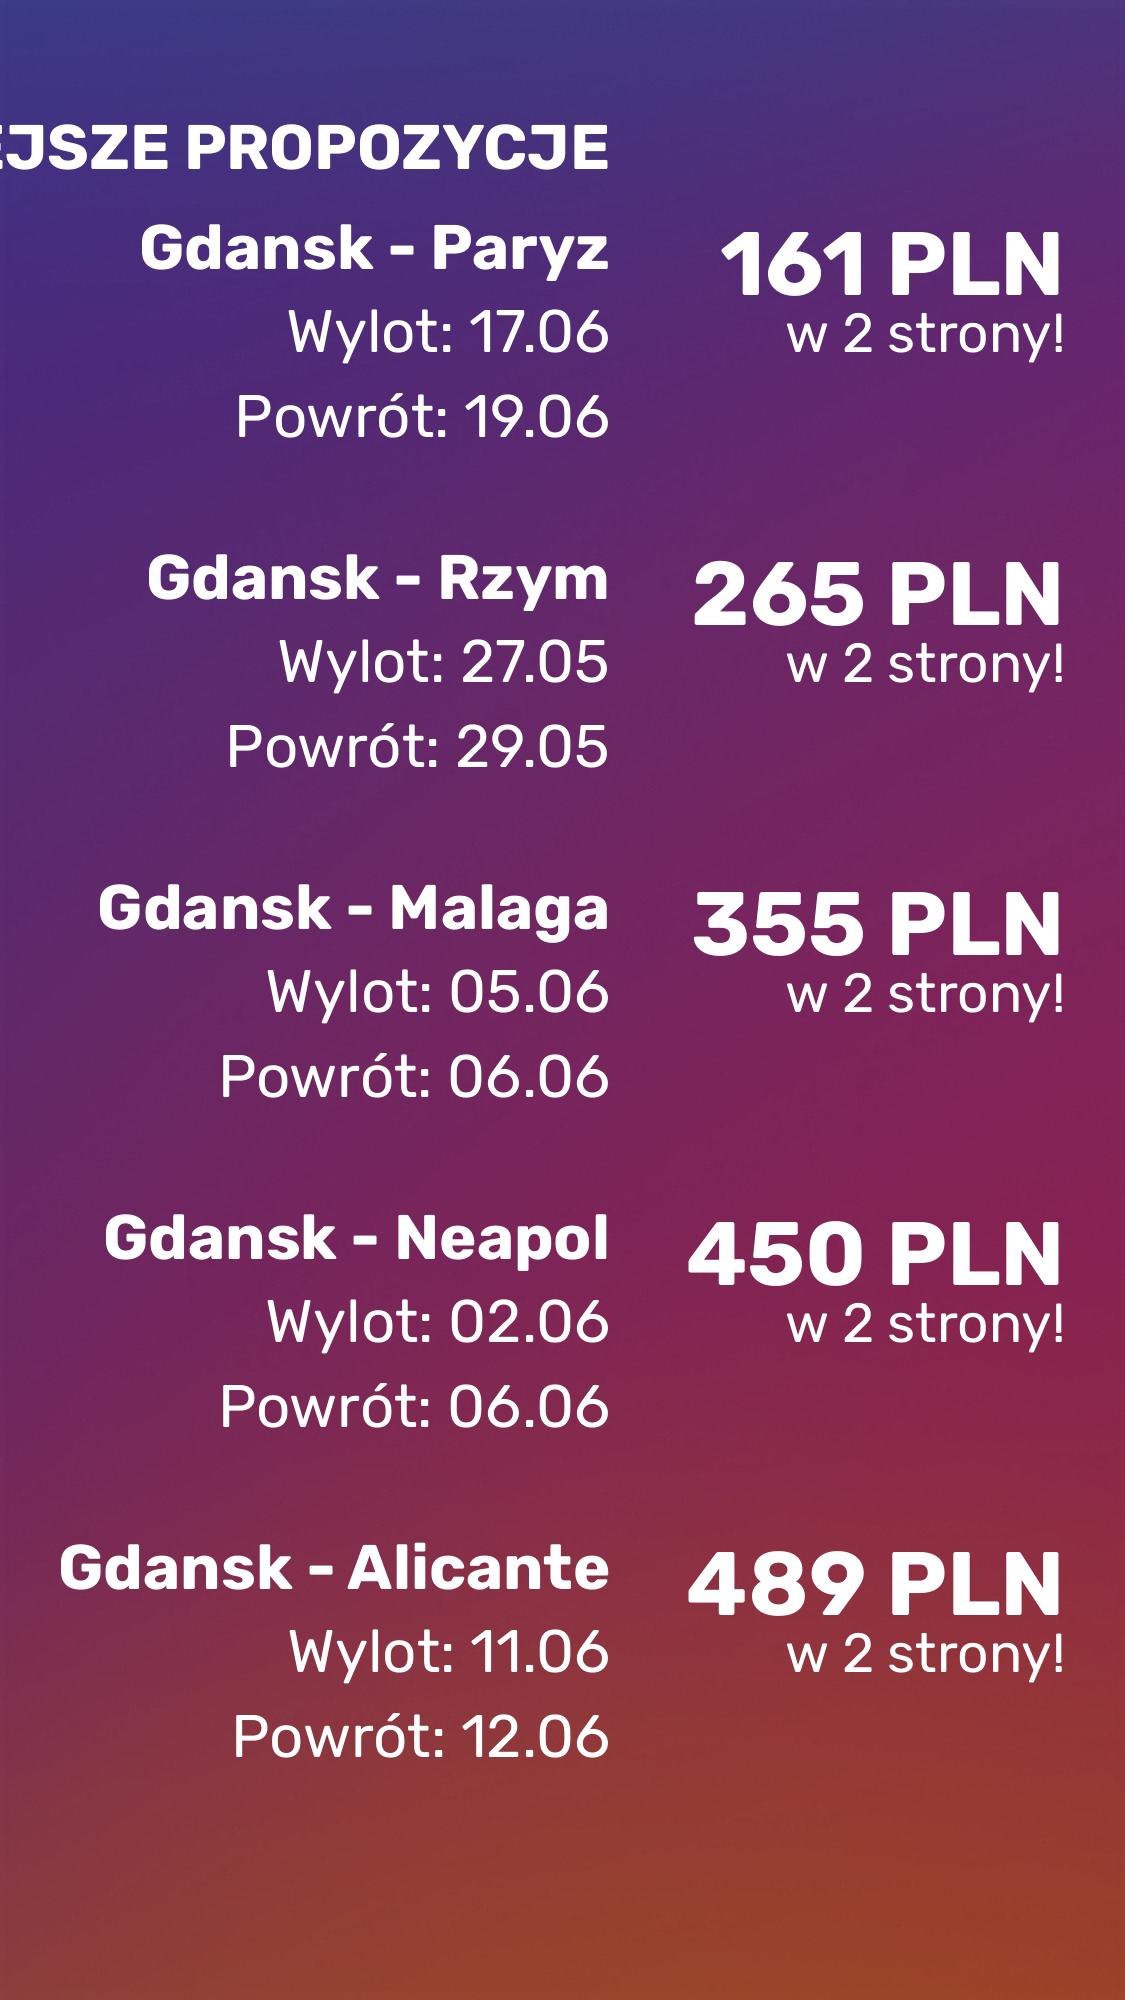 EJSZE PROPOZYCJE
Gdansk - Paryz
161 PLN
Wylot: 17.06
w 2 strony!
Powrót: 19.06
Gdansk - Rzym
265 PLN
Wylot: 27.05
w 2 strony!
Powrót: 29.05
Gdansk - Malaga
355 PLN
Wylot: 05.06
w 2 strony!
Powrót: 06.06
Gdansk - Neapol
450 PLN
Wylot: 02.06
w 2 strony!
Powrót: 06.06
Gdansk - Alicante
489 PLN
Wylot: 11.06
w 2 strony!
Powrót: 12.06